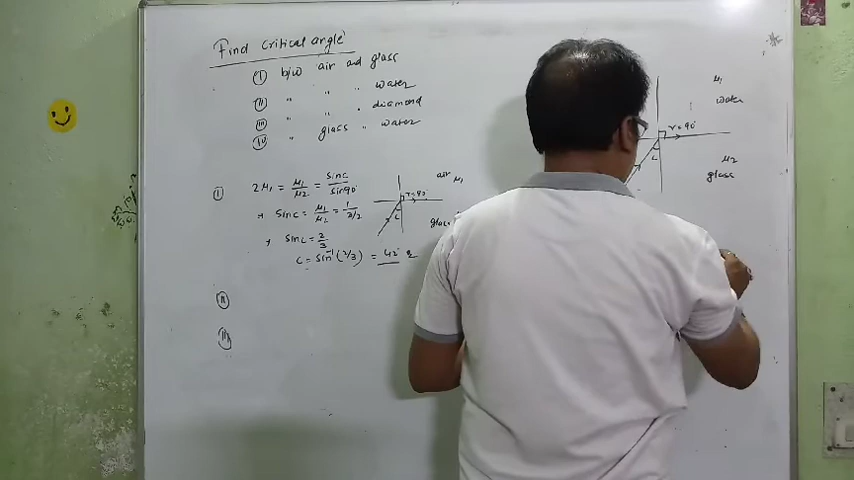 Find critical angle
(I) b/w air and glass
(II) " " " water
(III) " " " diamond
(IV) " glass " water
(I) 2μ1 = μ1/μ2 = sinc/sin90°
→ sinc = μ1/μ2 = 1/3/2
→ sinc = 2/3
c = sin⁻¹(2/3) = 42°
air μ1
r=90°
c
glass
(II)
(III)
μ1
water
r=90°
c
μ2
glass